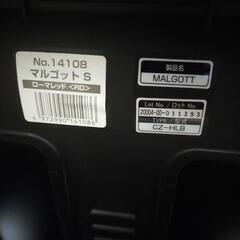 No.14108
マルゴット S
ローマレッド <RD>
4 972990 141086
製品名
MALGOTT
Lot No / ロット No
20004-00-011393
TYPE / 型式
CZ-HLB